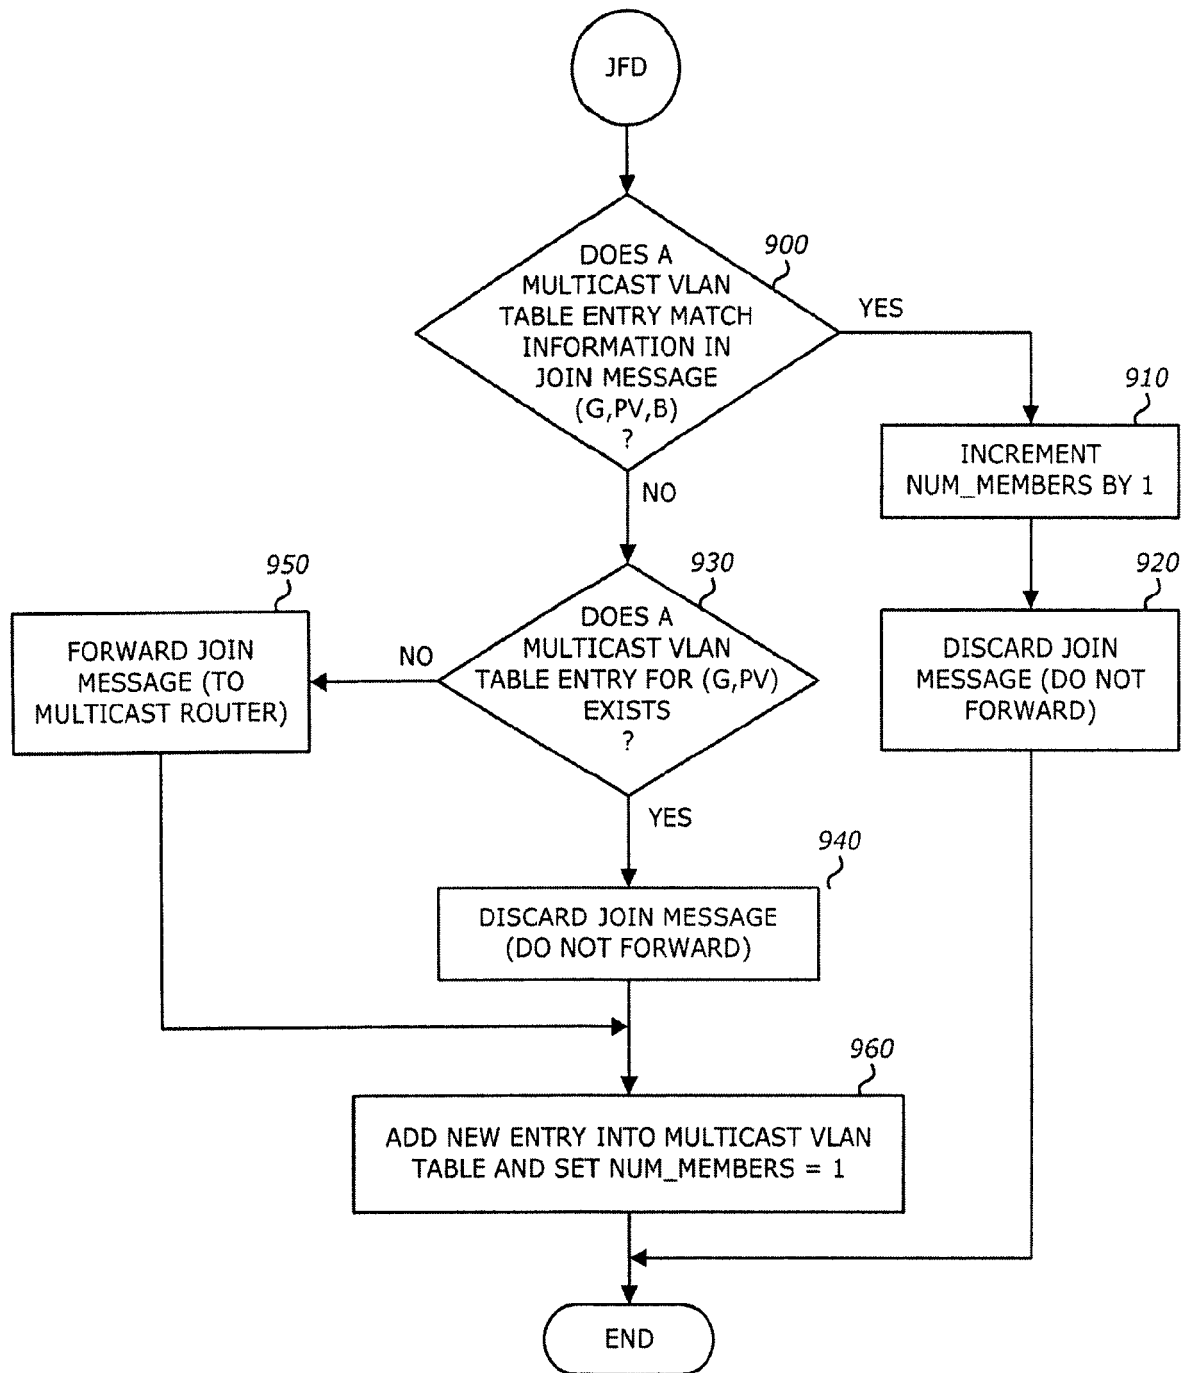 JFD
900
DOES A
MULTICAST VLAN
TABLE ENTRY MATCH
INFORMATION IN
JOIN MESSAGE
(G,PV,B)
?
YES
NO
910
INCREMENT
NUM_MEMBERS BY 1
920
DISCARD JOIN
MESSAGE (DO NOT
FORWARD)
930
DOES A
MULTICAST VLAN
TABLE ENTRY FOR (G,PV)
EXISTS
?
NO
950
FORWARD JOIN
MESSAGE (TO
MULTICAST ROUTER)
YES
940
DISCARD JOIN MESSAGE
(DO NOT FORWARD)
960
ADD NEW ENTRY INTO MULTICAST VLAN
TABLE AND SET NUM_MEMBERS = 1
END